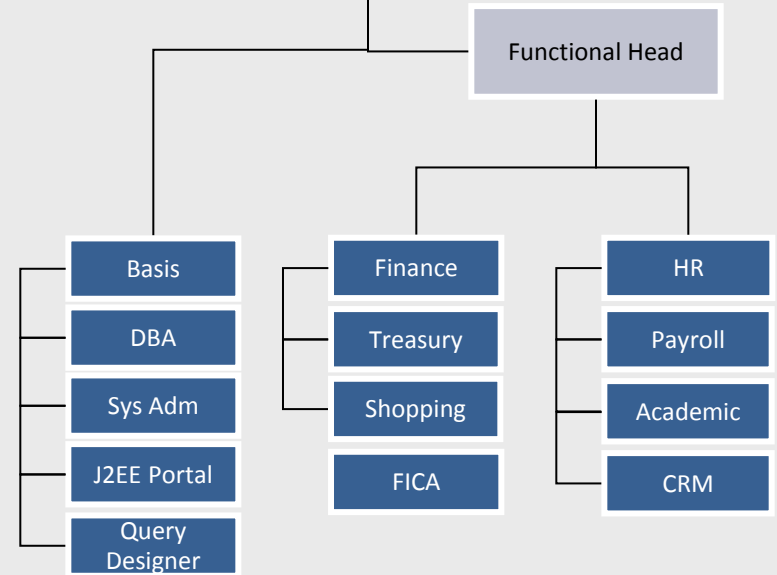 Functional Head
Basis
DBA
Sys Adm
J2EE Portal
Query
Designer
Finance
Treasury
Shopping
FICA
HR
Payroll
Academic
CRM